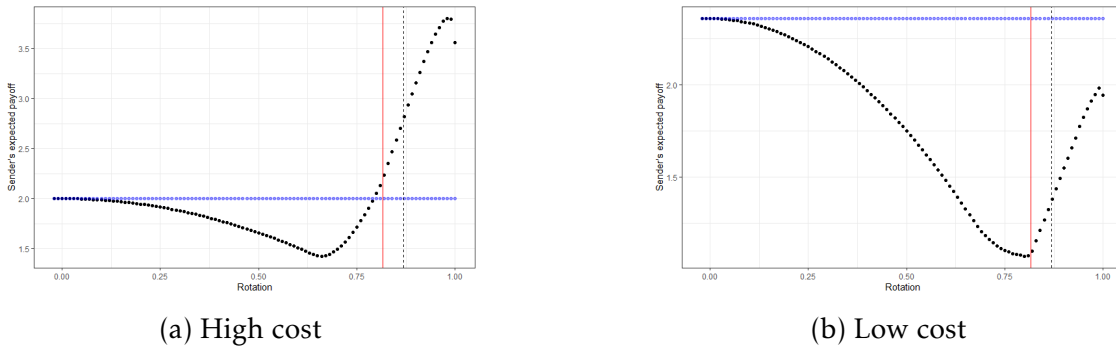 Sender's expected payoff
3.5
3.0
2.5
2.0
1.5
0.00
0.25
0.50
0.75
1.00
Rotation
(a) High cost
Sender's expected payoff
2.0
1.5
0.00
0.25
0.50
0.75
1.00
Rotation
(b) Low cost